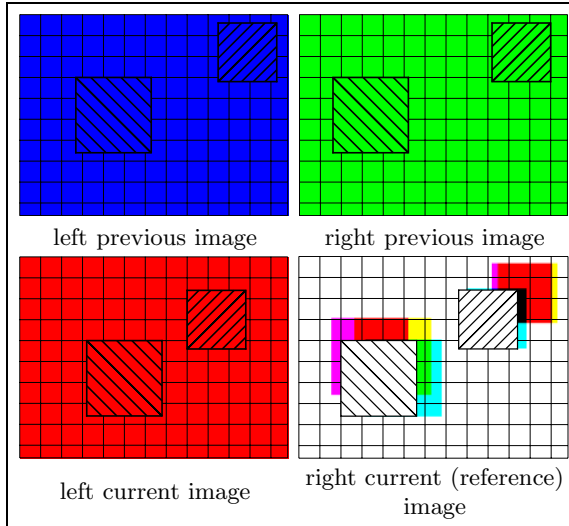 left previous image
right previous image
left current image
right current (reference)
image